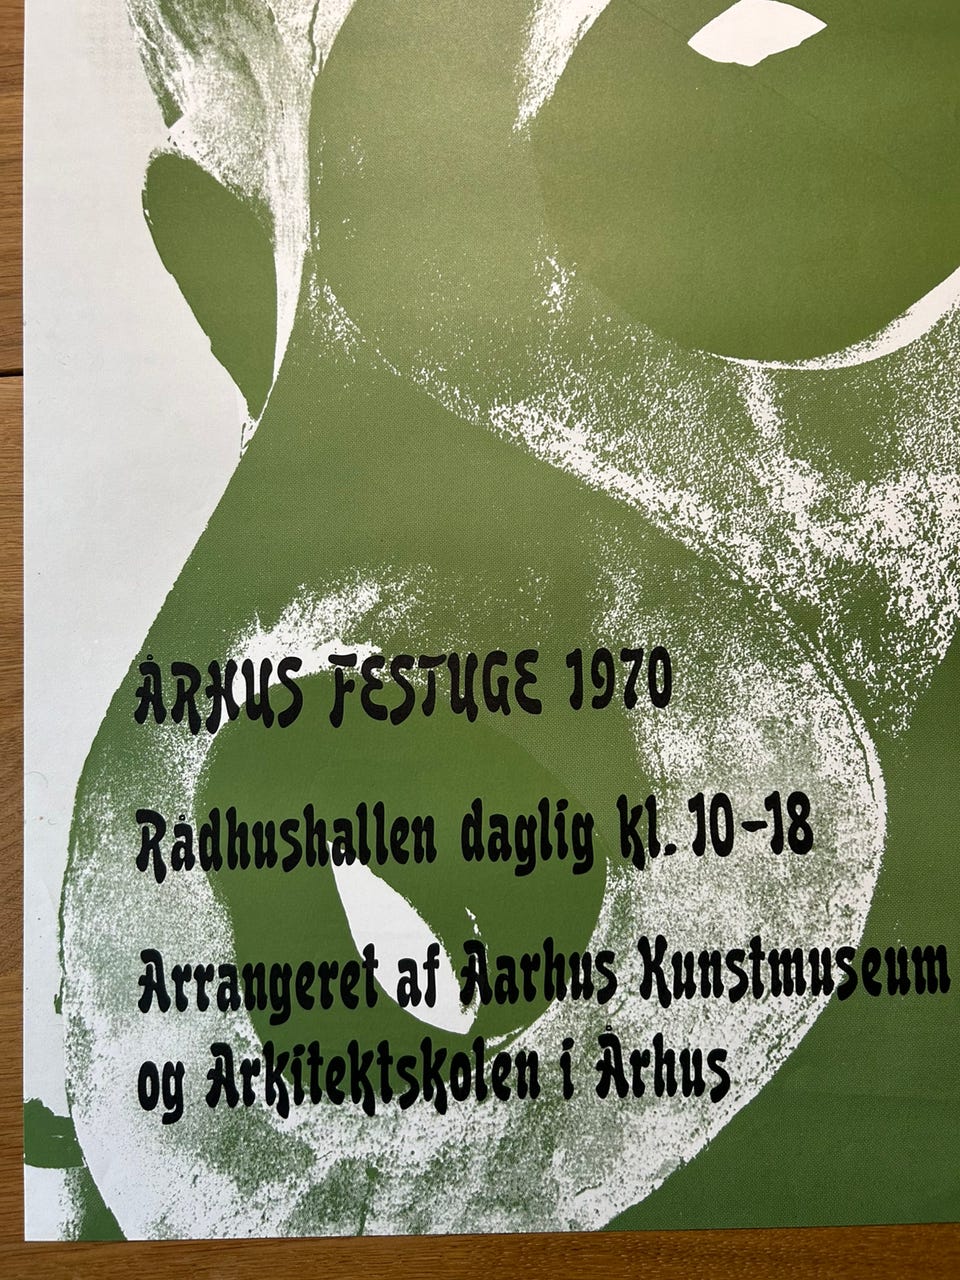 ÅRHUS FESTUGE 1970
Rådhushallen daglig kl. 10-18
Arrangeret af Aarhus Kunstmuseum
og Arkitektskolen i Århus